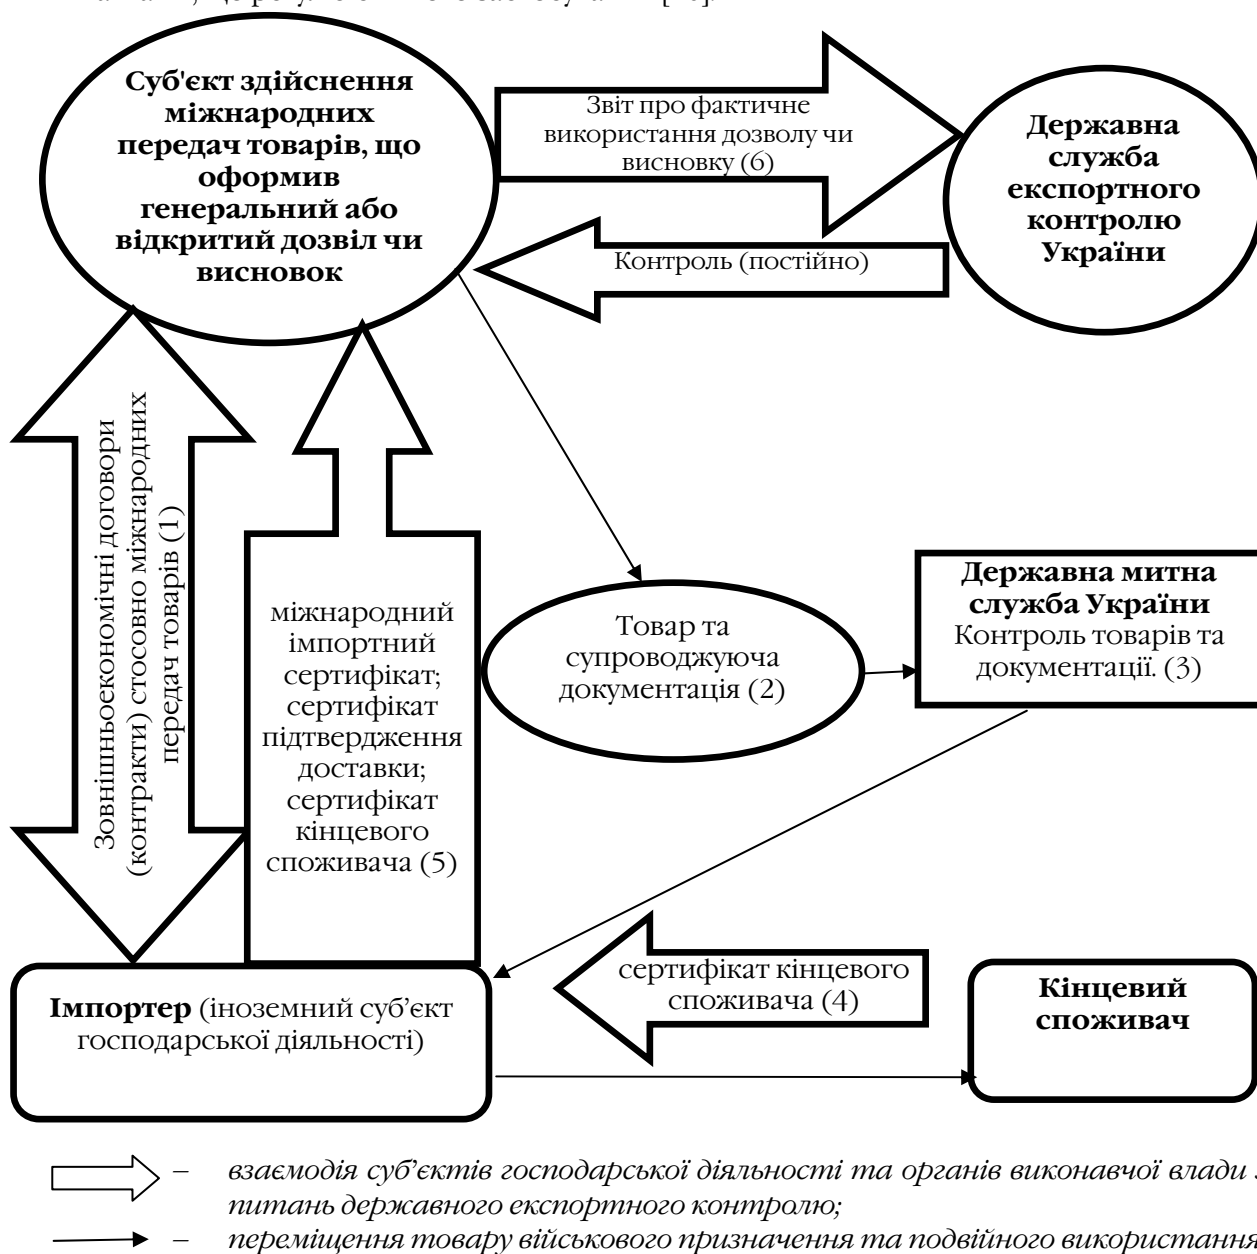 Суб'єкт здійснення
міжнародних
передач товарів, що
оформив
генеральний або
відкритий дозвіл чи
висновок
Звіт про фактичне
використання дозволу чи
висновку (6)
Державна
служба
експортного
контролю
України
Контроль (постійно)
Зовнішньоекономічні договори
(контракти) стосовно міжнародних
передач товарів (1)
міжнародний
імпортний
сертифікат;
сертифікат
підтвердження
доставки;
сертифікат
кінцевого
споживача (5)
Товар та
супроводжуюча
документація (2)
Державна митна
служба України
Контроль товарів та
документації. (3)
сертифікат кінцевого
споживача (4)
Імпортер (іноземний суб’єкт
господарської діяльності)
Кінцевий
споживач
– взаємодія суб’єктів господарської діяльності та органів виконавчої влади
питань державного експортного контролю;
– переміщення товару військового призначення та подвійного використання